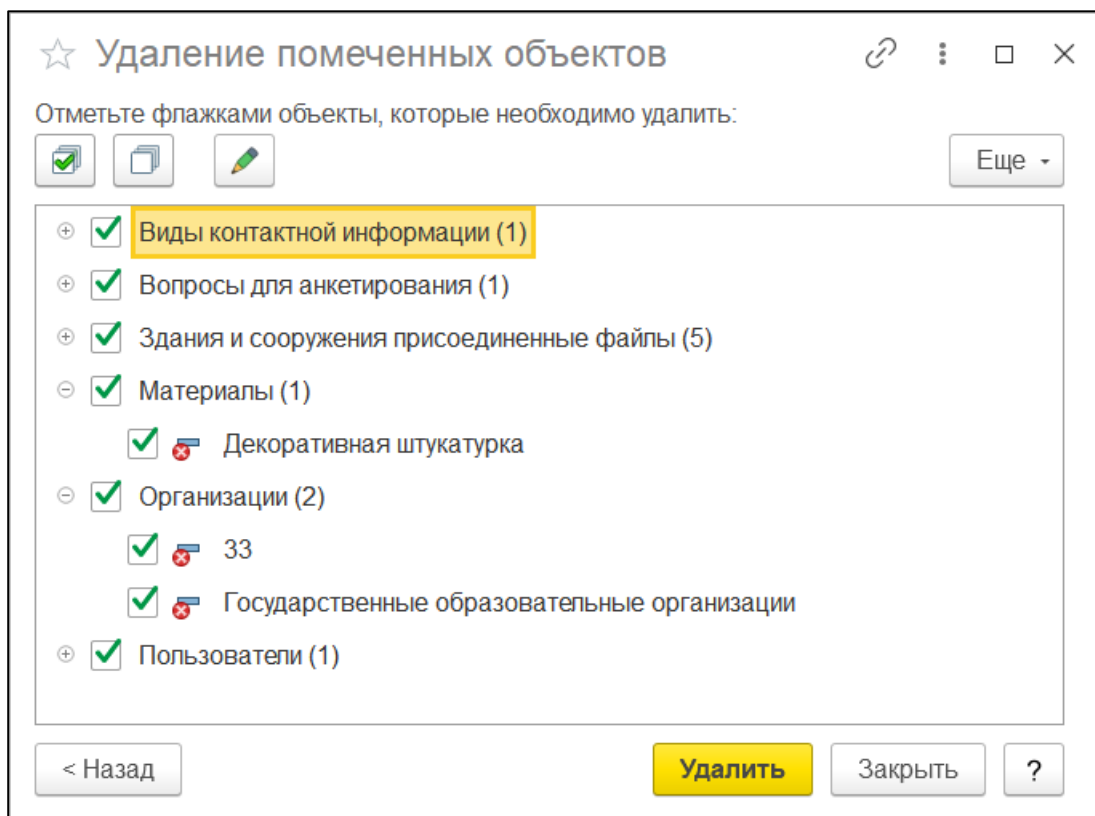 Удаление помеченных объектов
Отметьте флажками объекты, которые необходимо удалить:
Еще
Виды контактной информации (1)
Вопросы для анкетирования (1)
Здания и сооружения присоединенные файлы (5)
Материалы (1)
Декоративная штукатурка
Организации (2)
33
Государственные образовательные организации
Пользователи (1)
< Назад
Удалить
Закрыть
?